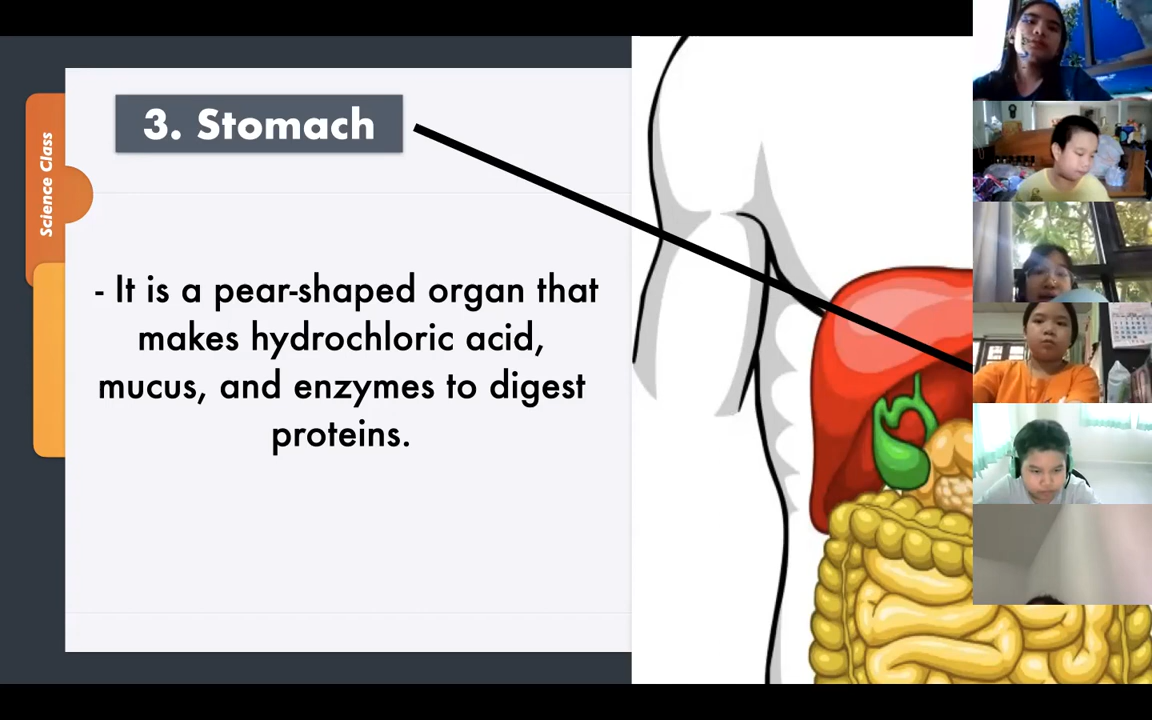 3. Stomach
Science Class
- It is a pear-shaped organ that
makes hydrochloric acid,
mucus, and enzymes to digest
proteins.